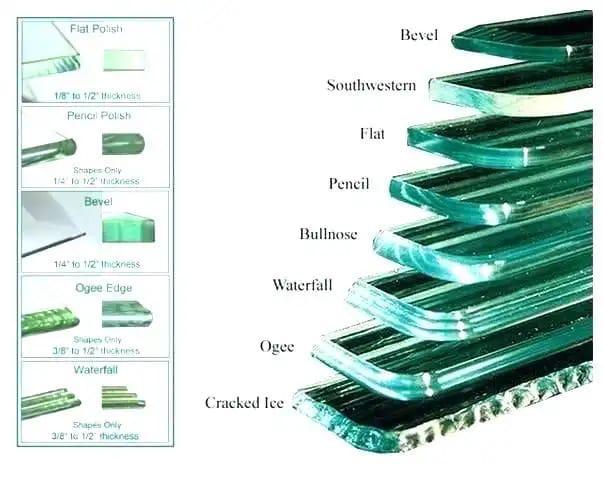 Flat Polish
1/8" to 1/2" thickness
Pencil Polish
Shapes Only
1/4" to 1/2" thickness
Bevel
1/4" to 1/2" thickness
Ogee Edge
Shapes Only
3/8" to 1/2" thickness
Waterfall
Shapes Only
3/8" to 1/2" thickness
Bevel
Southwestern
Flat
Pencil
Bullnose
Waterfall
Ogee
Cracked Ice